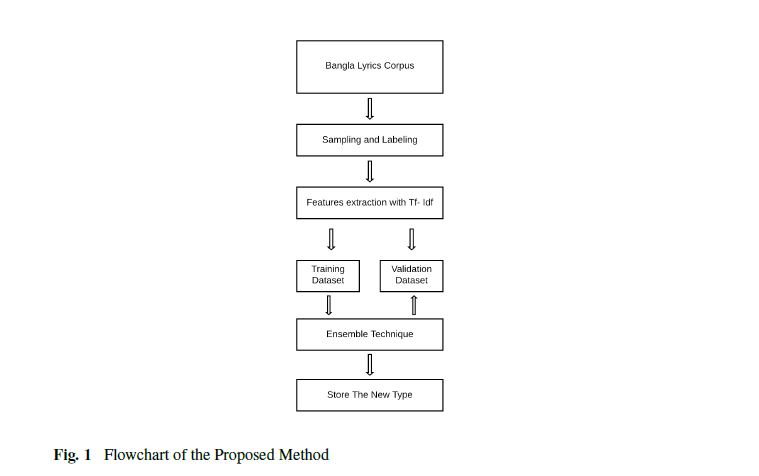 Bangla Lyrics Corpus
Sampling and Labeling
Features extraction with Tf- Idf
Training
Dataset
Validation
Dataset
Ensemble Technique
Store The New Type
Fig. 1 Flowchart of the Proposed Method